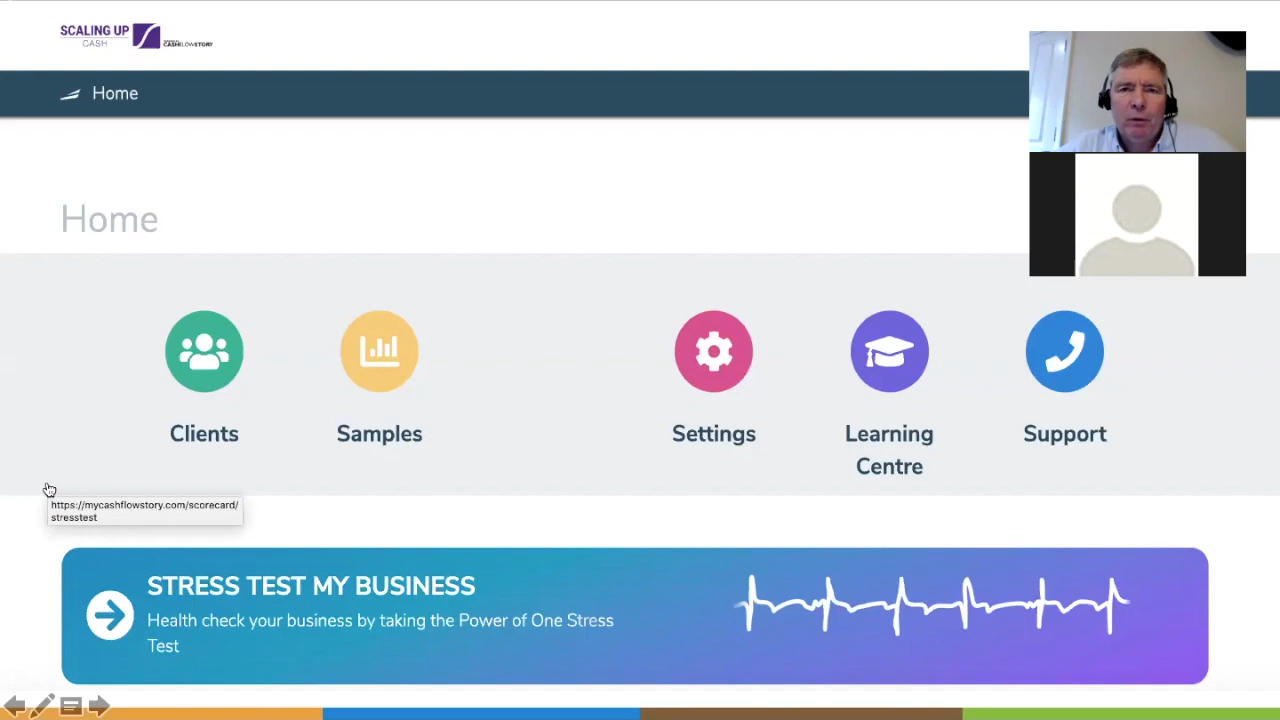 SCALING UP
CASH
CASHFLOWSTORY
Home
Home
Clients
Samples
Settings
Learning
Centre
Support
https://mycashflowstory.com/scorecard/
stresstest
STRESS TEST MY BUSINESS
Health check your business by taking the Power of One Stress
Test